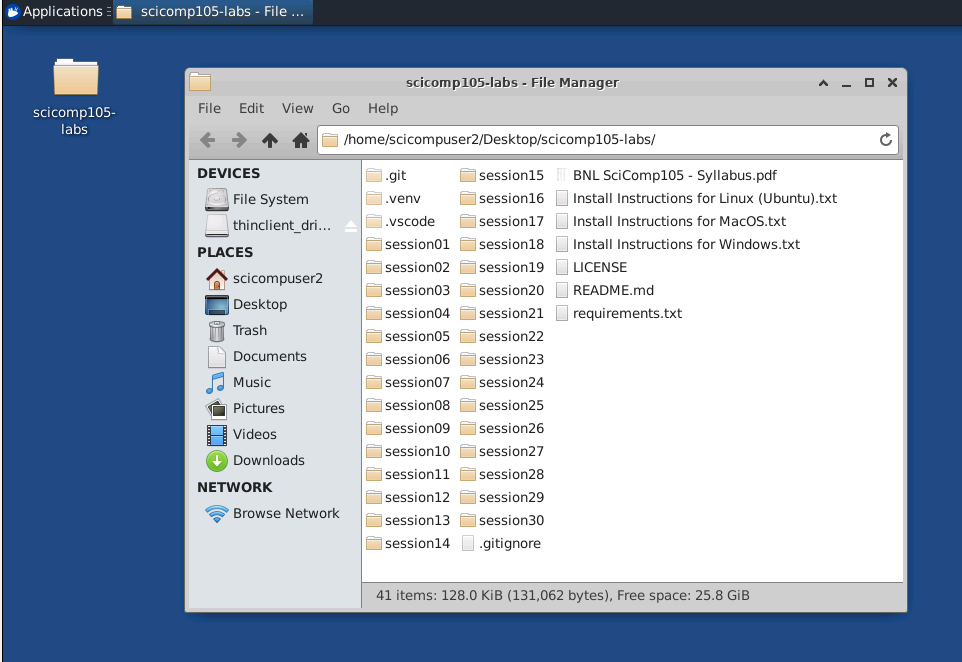 Applications
scicomp105-labs - File ...
scicomp105-
labs
scicomp105-labs - File Manager
File Edit View Go Help
/home/scicompuser2/Desktop/scicomp105-labs/
DEVICES
File System
thinclient_dri...
PLACES
scicompuser2
Desktop
Trash
Documents
Music
Pictures
Videos
Downloads
NETWORK
Browse Network
.git
.venv
.vscode
session01
session02
session03
session04
session05
session06
session07
session08
session09
session10
session11
session12
session13
session14
session15
session16
session17
session18
session19
session20
session21
session22
session23
session24
session25
session26
session27
session28
session29
session30
.gitignore
BNL SciComp105 - Syllabus.pdf
Install Instructions for Linux (Ubuntu).txt
Install Instructions for MacOS.txt
Install Instructions for Windows.txt
LICENSE
README.md
requirements.txt
41 items: 128.0 KiB (131,062 bytes), Free space: 25.8 GiB